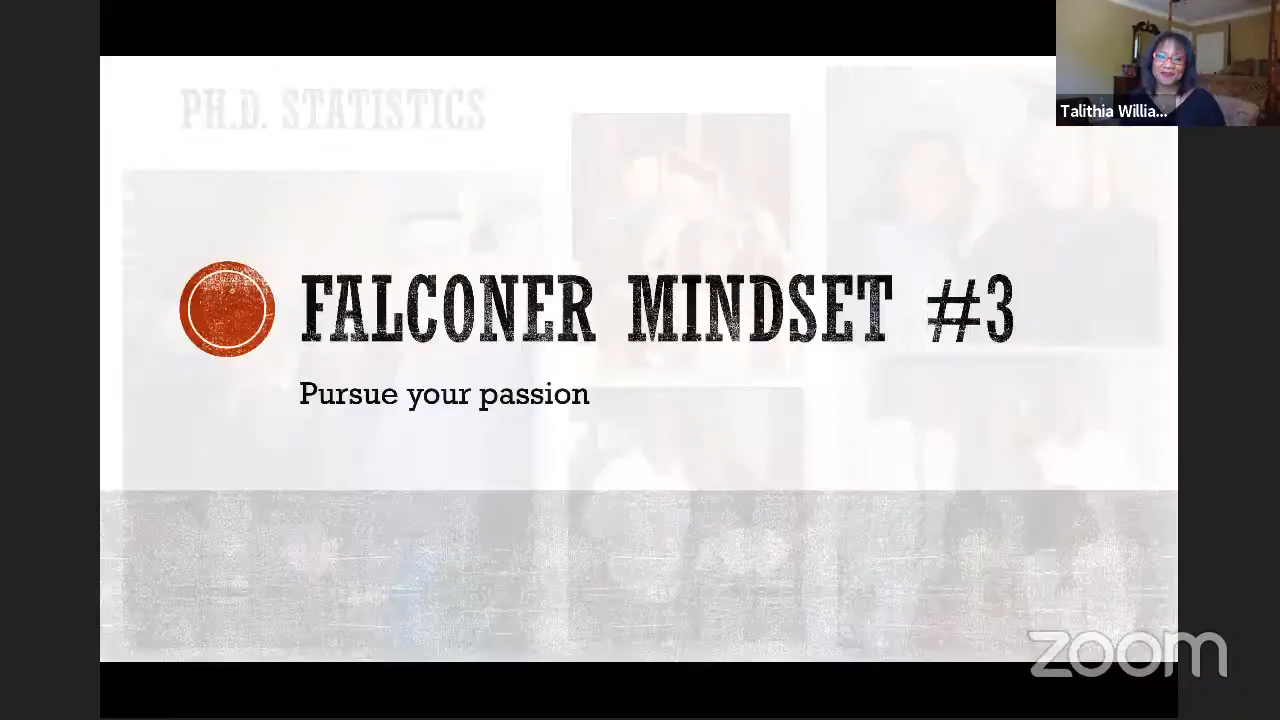 PH.D. STATISTICS
Talithia Willia...
FALCONER MINDSET #3
Pursue your passion
zoom